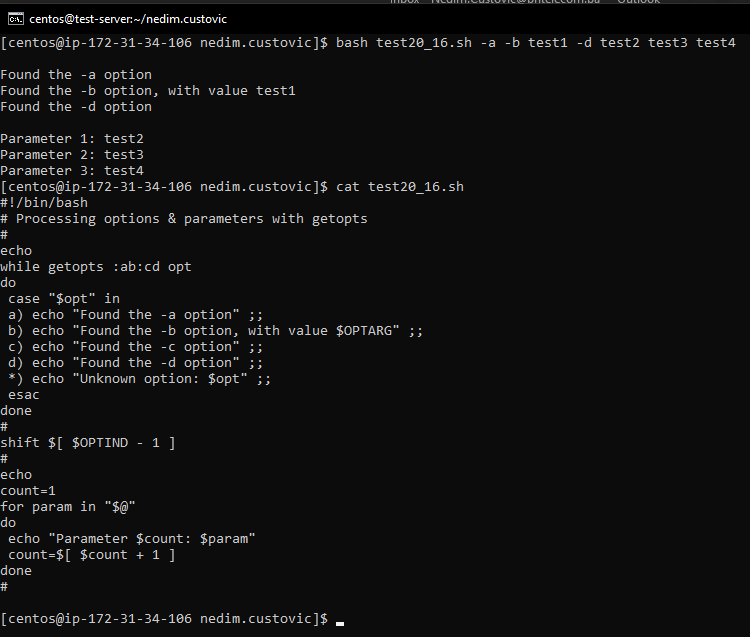 centos@test-server:~/nedim.custovic
[centos@ip-172-31-34-106 nedim.custovic]$ bash test20_16.sh -a -b test1 -d test2 test3 test4
Found the -a option
Found the -b option, with value test1
Found the -d option
Parameter 1: test2
Parameter 2: test3
Parameter 3: test4
[centos@ip-172-31-34-106 nedim.custovic]$ cat test20_16.sh
#!/bin/bash
# Processing options & parameters with getopts
#
echo
while getopts :ab:cd opt
do
 case "$opt" in
 a) echo "Found the -a option" ;;
 b) echo "Found the -b option, with value $OPTARG" ;;
 c) echo "Found the -c option" ;;
 d) echo "Found the -d option" ;;
 *) echo "Unknown option: $opt" ;;
 esac
done
#
shift $[ $OPTIND - 1 ]
#
echo
count=1
for param in "$@"
do
 echo "Parameter $count: $param"
 count=$[ $count + 1 ]
done
#
[centos@ip-172-31-34-106 nedim.custovic]$